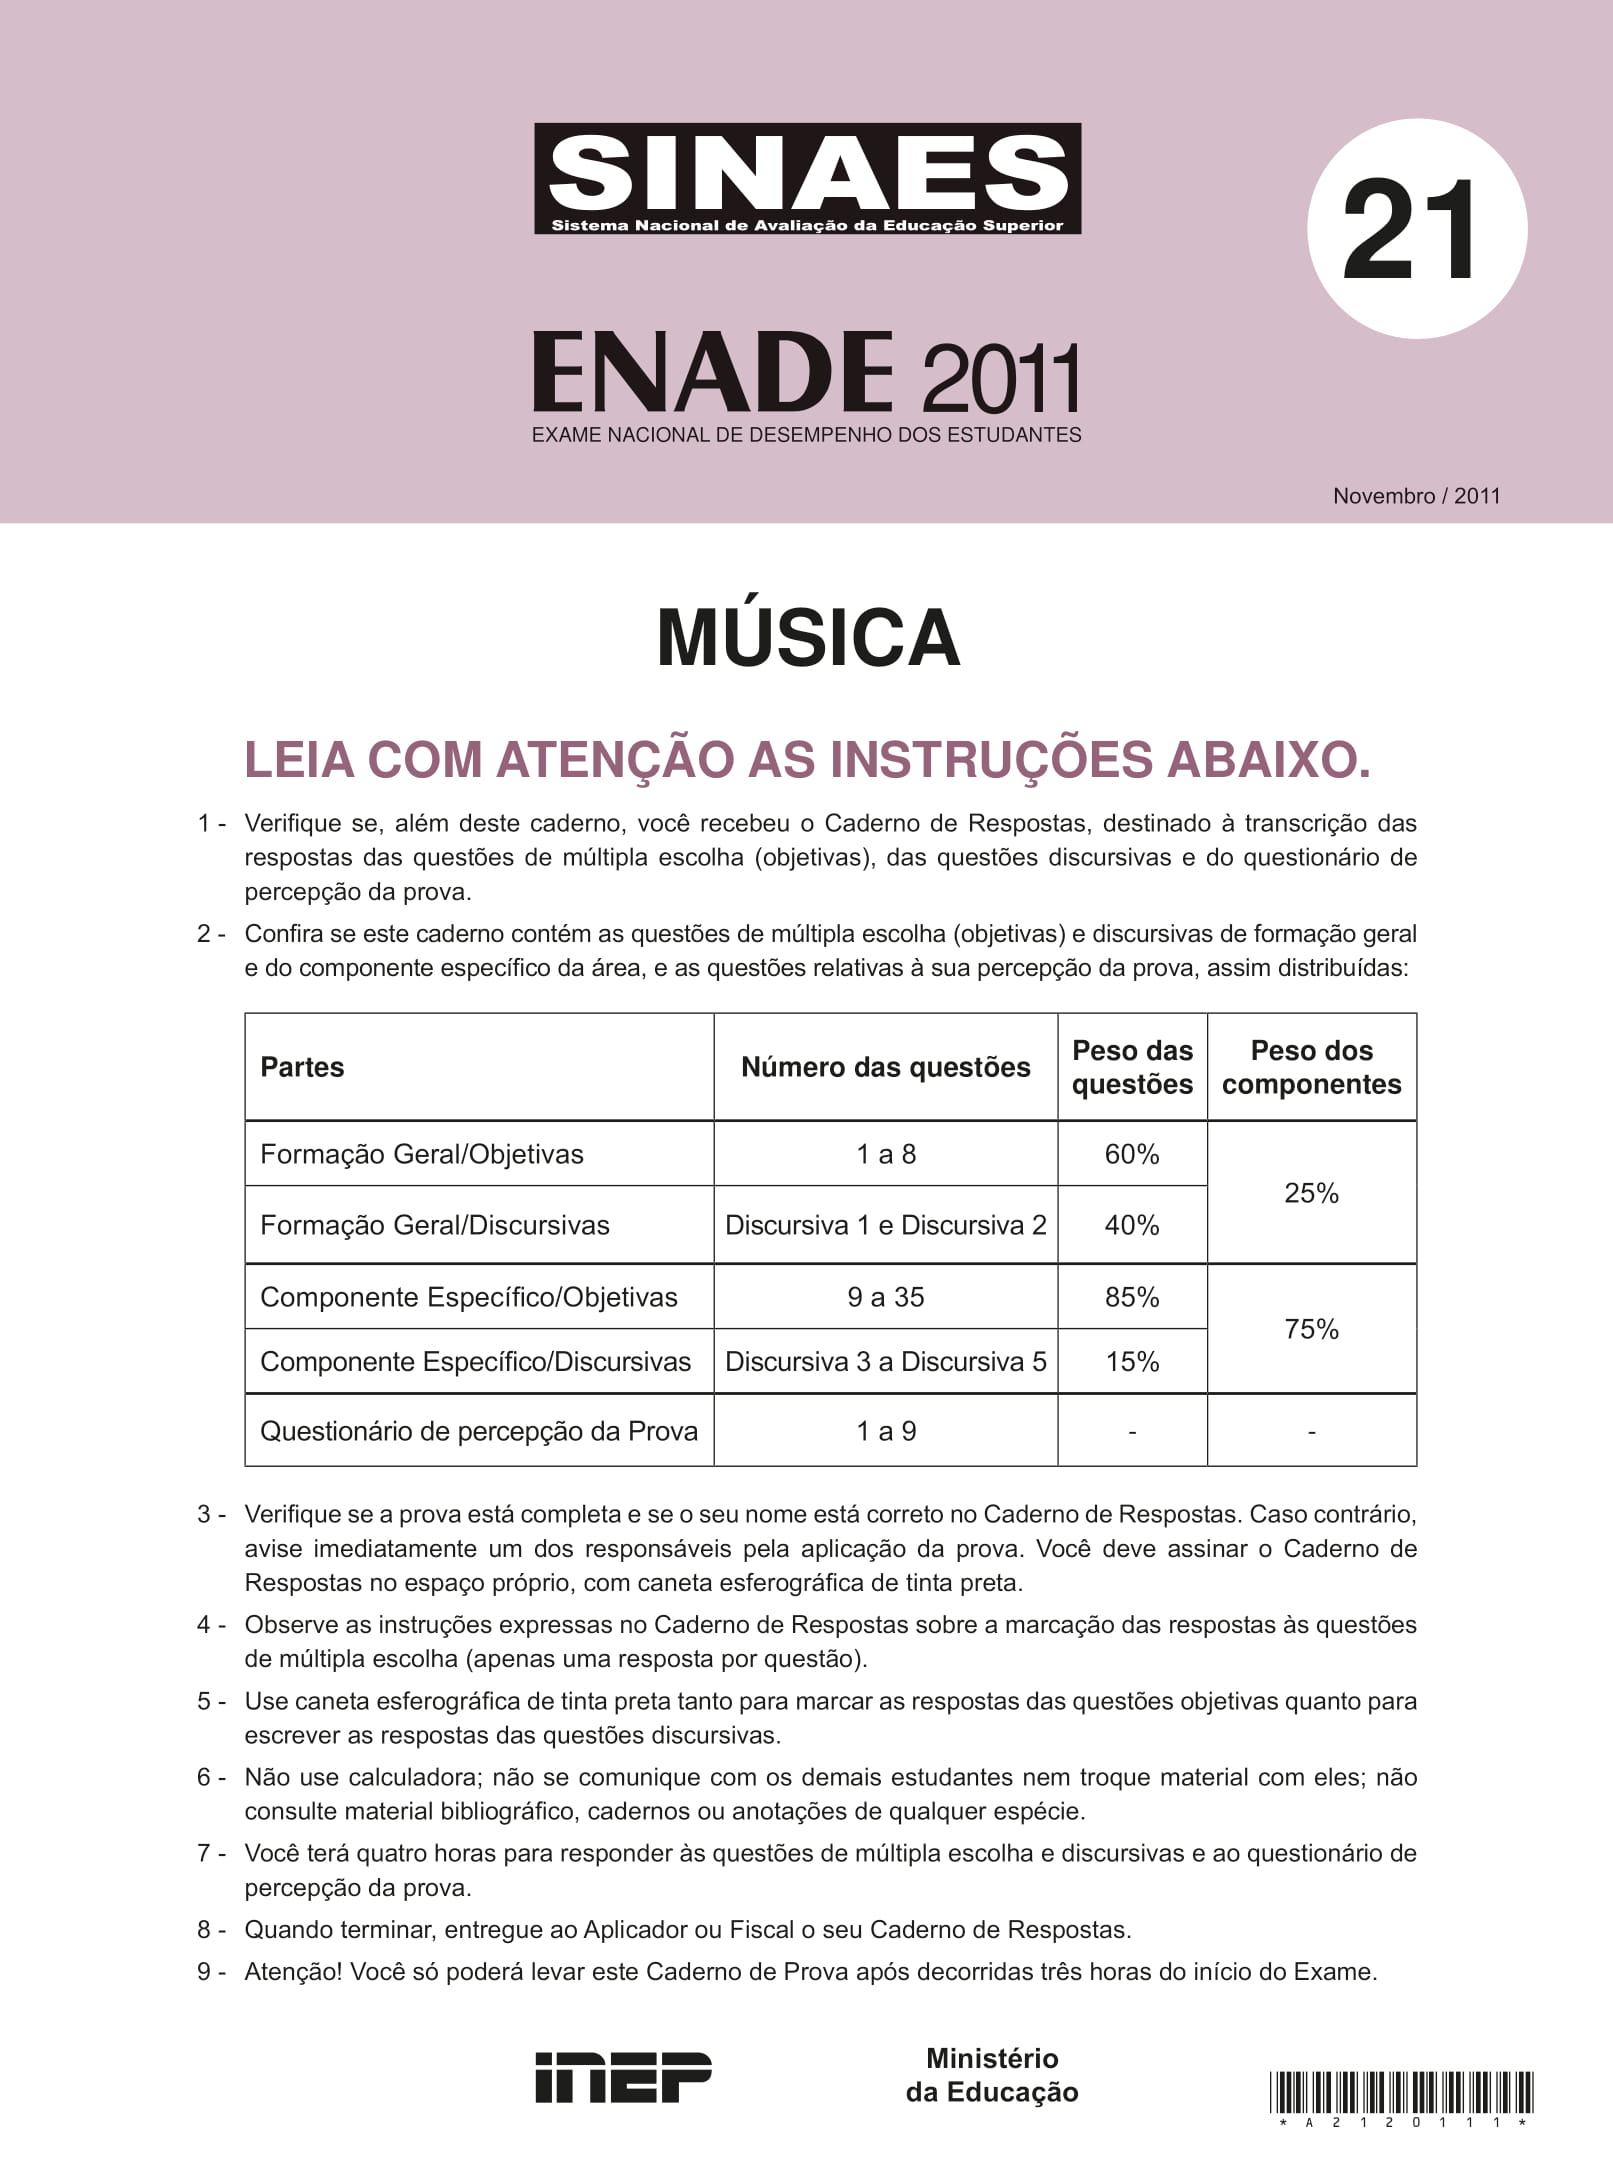 SINAES
Sistema Nacional de Avaliação da Educação Superior
21
ENADE 2011
EXAME NACIONAL DE DESEMPENHO DOS ESTUDANTES
Novembro / 2011
MÚSICA
LEIA COM ATENÇÃO AS INSTRUÇÕES ABAIXO.
1 - Verifique se, além deste caderno, você recebeu o Caderno de Respostas, destinado à transcrição das
respostas das questões de múltipla escolha (objetivas), das questões discursivas e do questionário de
percepção da prova.
2 - Confira se este caderno contém as questões de múltipla escolha (objetivas) e discursivas de formação geral
e do componente específico da área, e as questões relativas à sua percepção da prova, assim distribuídas:
Partes Número das questões Peso das questões Peso dos componentes
Formação Geral/Objetivas 1 a 8 60% 25%
Formação Geral/Discursivas Discursiva 1 e Discursiva 2 40%
Componente Específico/Objetivas 9 a 35 85% 75%
Componente Específico/Discursivas Discursiva 3 a Discursiva 5 15%
Questionário de percepção da Prova 1 a 9 - -
3 - Verifique se a prova está completa e se o seu nome está correto no Caderno de Respostas. Caso contrário,
avise imediatamente um dos responsáveis pela aplicação da prova. Você deve assinar o Caderno de
Respostas no espaço próprio, com caneta esferográfica de tinta preta.
4 - Observe as instruções expressas no Caderno de Respostas sobre a marcação das respostas às questões
de múltipla escolha (apenas uma resposta por questão).
5 - Use caneta esferográfica de tinta preta tanto para marcar as respostas das questões objetivas quanto para
escrever as respostas das questões discursivas.
6 - Não use calculadora; não se comunique com os demais estudantes nem troque material com eles; não
consulte material bibliográfico, cadernos ou anotações de qualquer espécie.
7 - Você terá quatro horas para responder às questões de múltipla escolha e discursivas e ao questionário de
percepção da prova.
8 - Quando terminar, entregue ao Aplicador ou Fiscal o seu Caderno de Respostas.
9 - Atenção! Você só poderá levar este Caderno de Prova após decorridas três horas do início do Exame.
INEP
Ministério
da Educação
* A 2 1 2 0 1 1 1 *